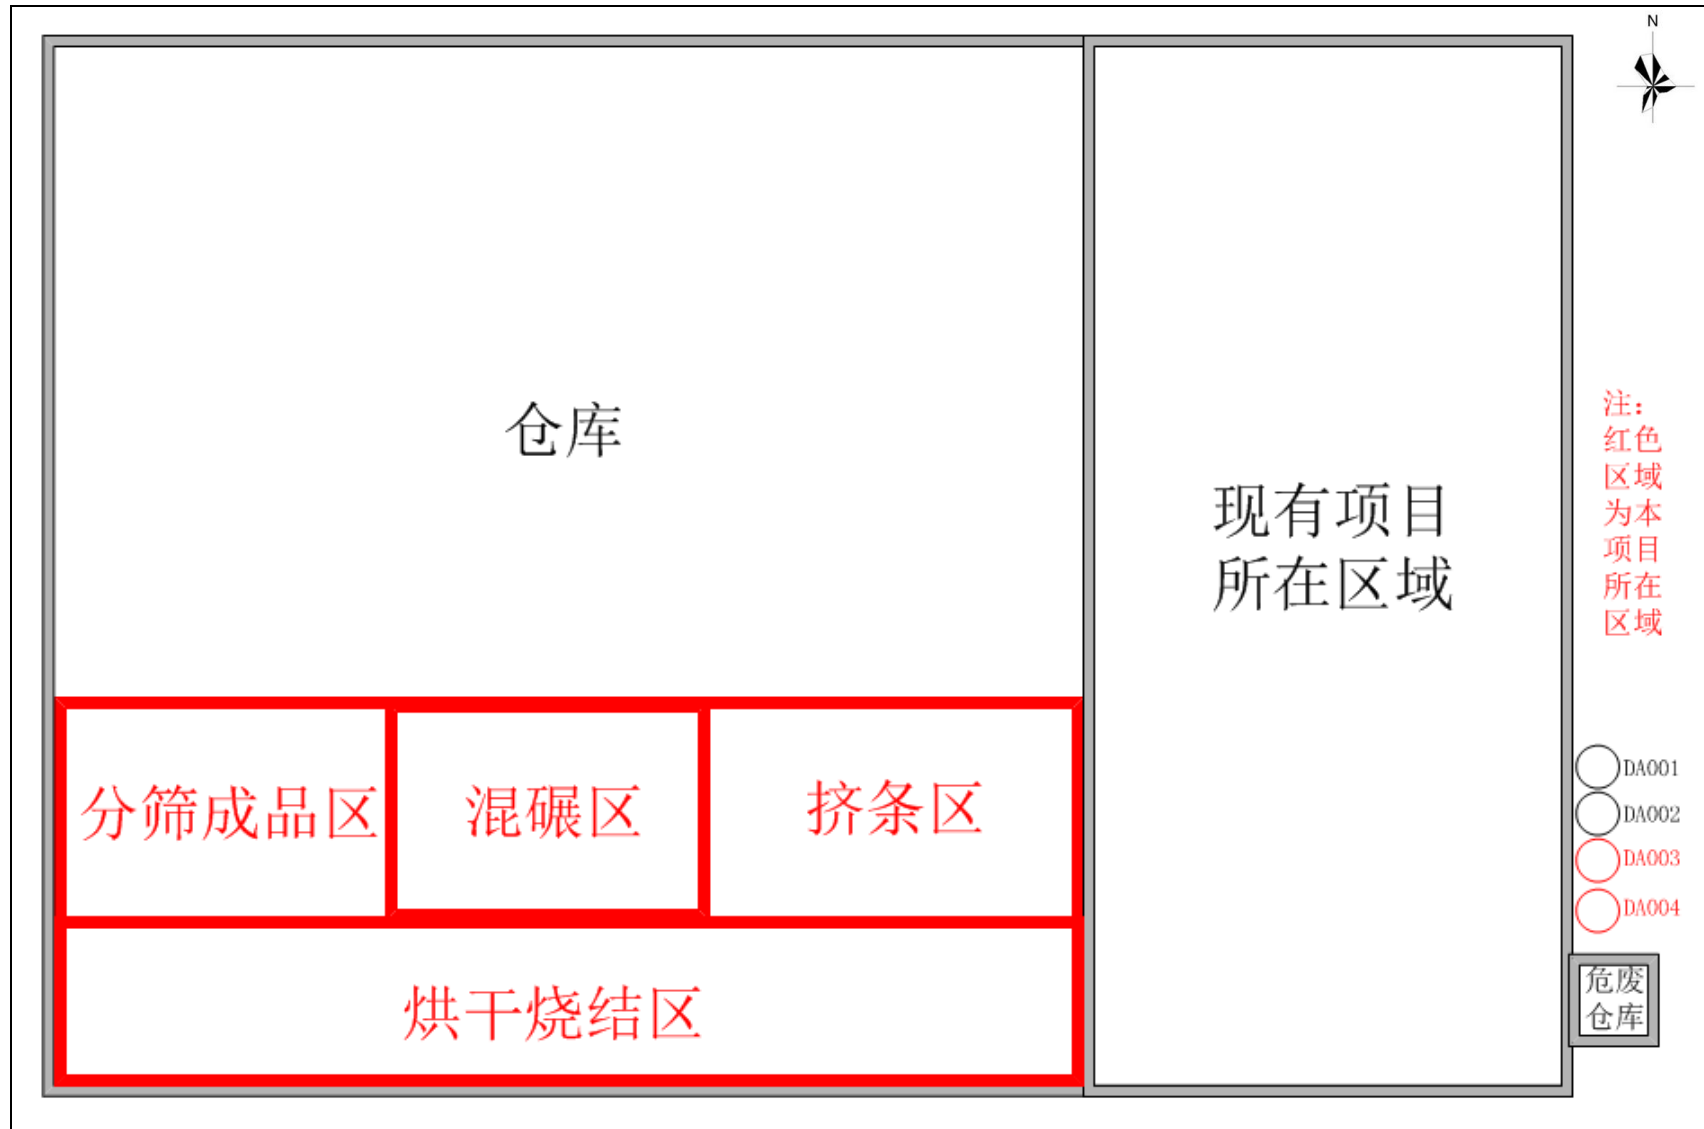 N
仓库
现有项目
所在区域
注：
红色
区域
为本
项目
所在
区域
分筛成品区
混碾区
挤条区
烘干烧结区
DA001
DA002
DA003
DA004
危废
仓库